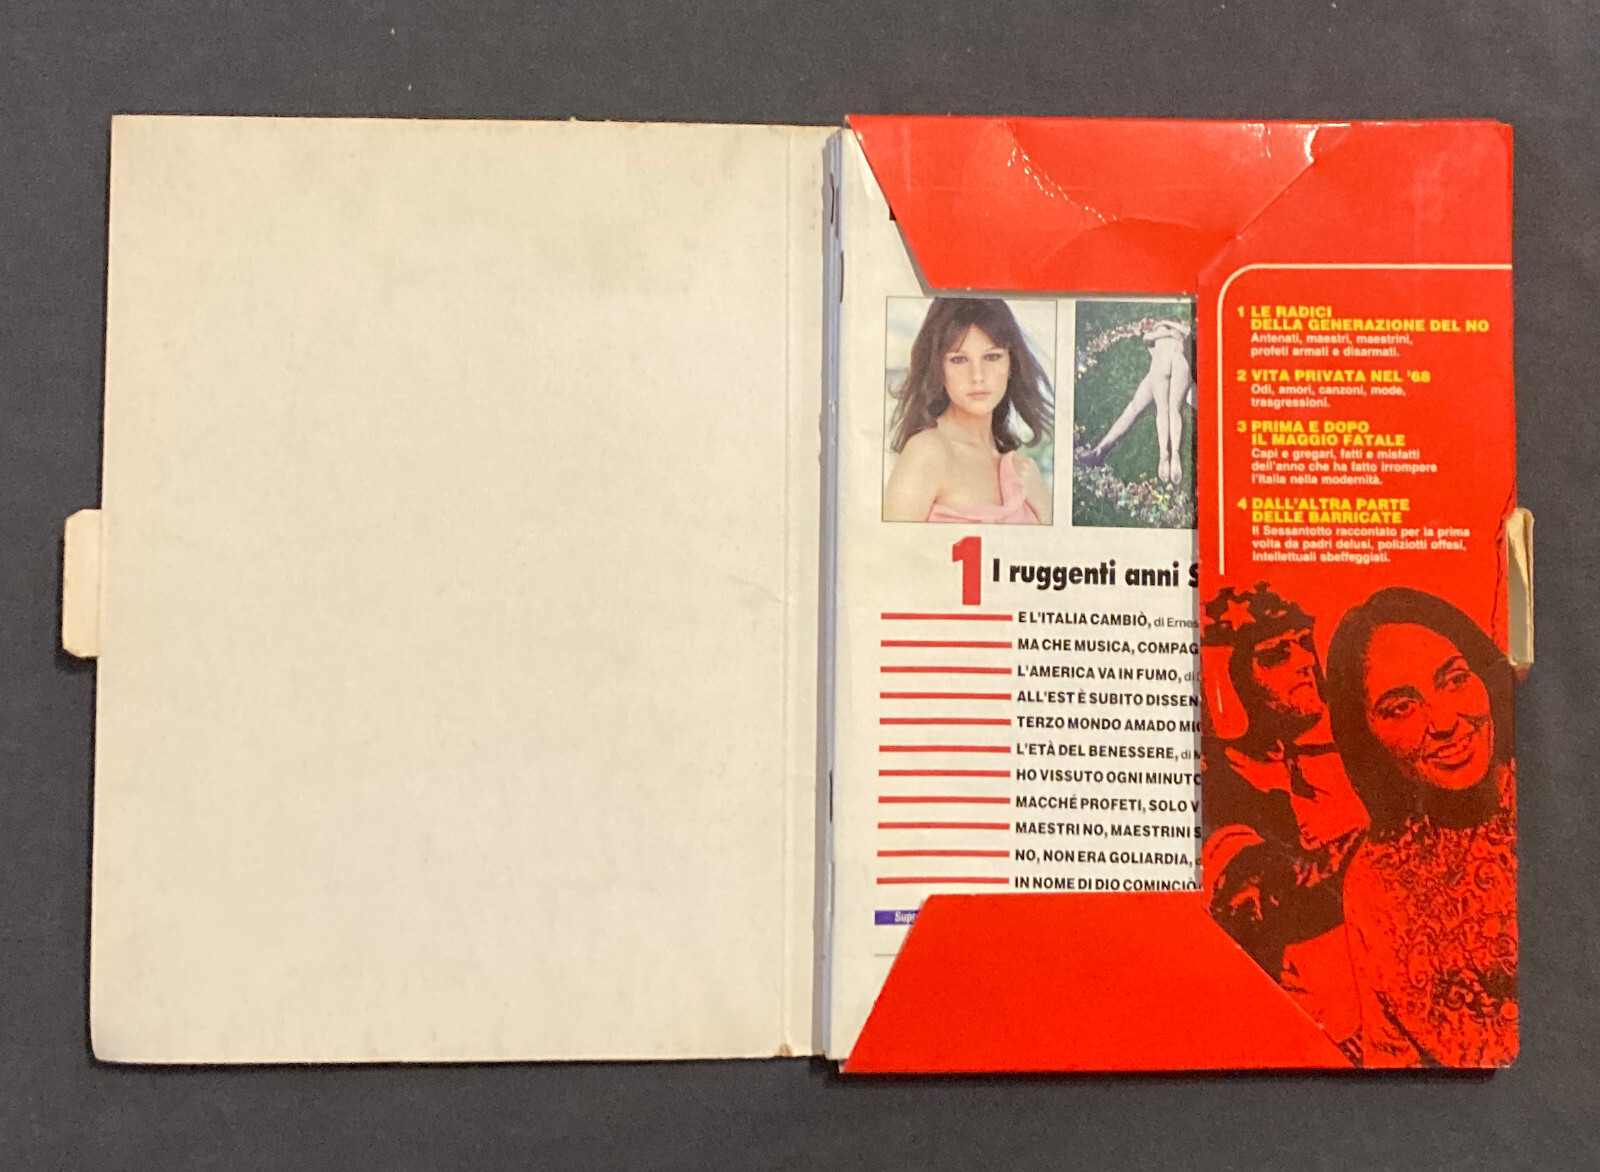 1 I ruggenti anni
E L'ITALIA CAMBIÒ, di
MA CHE MUSICA,
L'AMERICA VA IN FUMO, di
ALL'EST È SUBITO
TERZO MONDO AMADO
L'ETÀ DEL BENESSERE, di
HO VISSUTO OGNI MINUTO
MACCHÉ PROFETI, SOLO
MAESTRI NO, MAESTRINI
NO, NON ERA GOLIARDIA,
IN NOME DI DIO COMINCIÒ
1 LE RADICI
DELLA GENERAZIONE DEL NO
Antenati, maestri, maestrini,
profeti armati e disarmati.
2 VITA PRIVATA NEL '68
Odi, amori, canzoni, mode,
trasgressioni.
3 PRIMA E DOPO
IL MAGGIO FATALE
Capi e gregari, fatti e misfatti
dell'anno che ha fatto irrompere
l'Italia nella modernità.
4 DALL'ALTRA PARTE
DELLE BARRICATE
Il Sessantotto raccontato per la prima
volta da padri delusi, poliziotti offesi,
intellettuali sbeffeggiati.